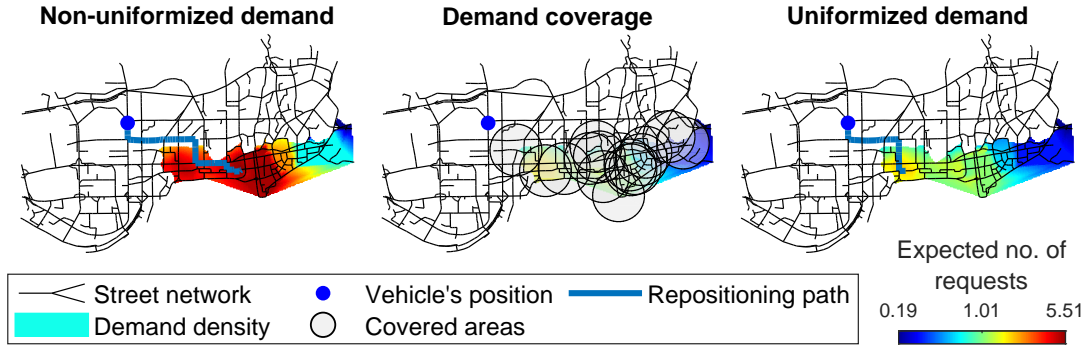 Non-uniformized demand
Demand coverage
Uniformized demand
Street network
Vehicle's position
Repositioning path
Demand density
Covered areas
Expected no. of
requests
0.19 1.01 5.51